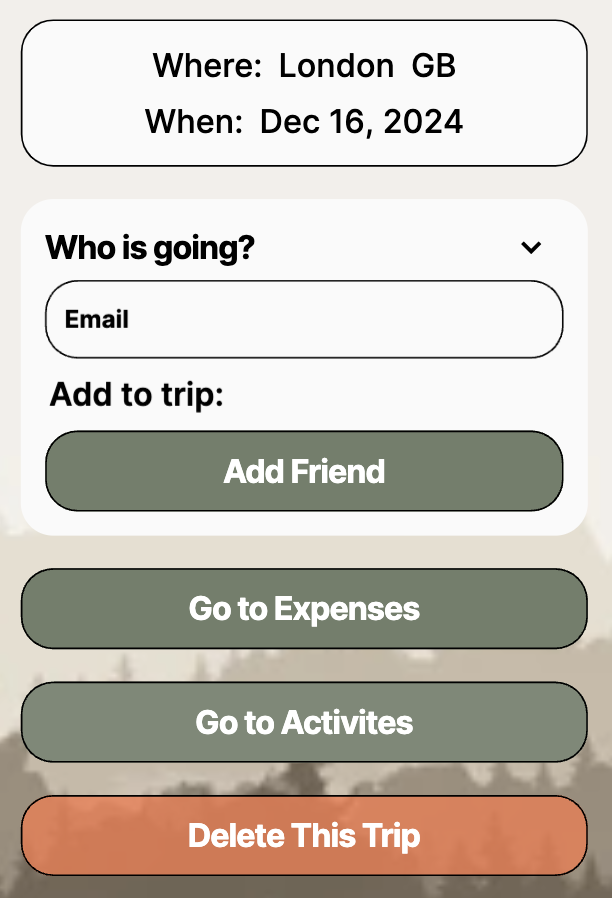 Where: London GB
When: Dec 16, 2024
Who is going?
Email
Add to trip:
Add Friend
Go to Expenses
Go to Activites
Delete This Trip